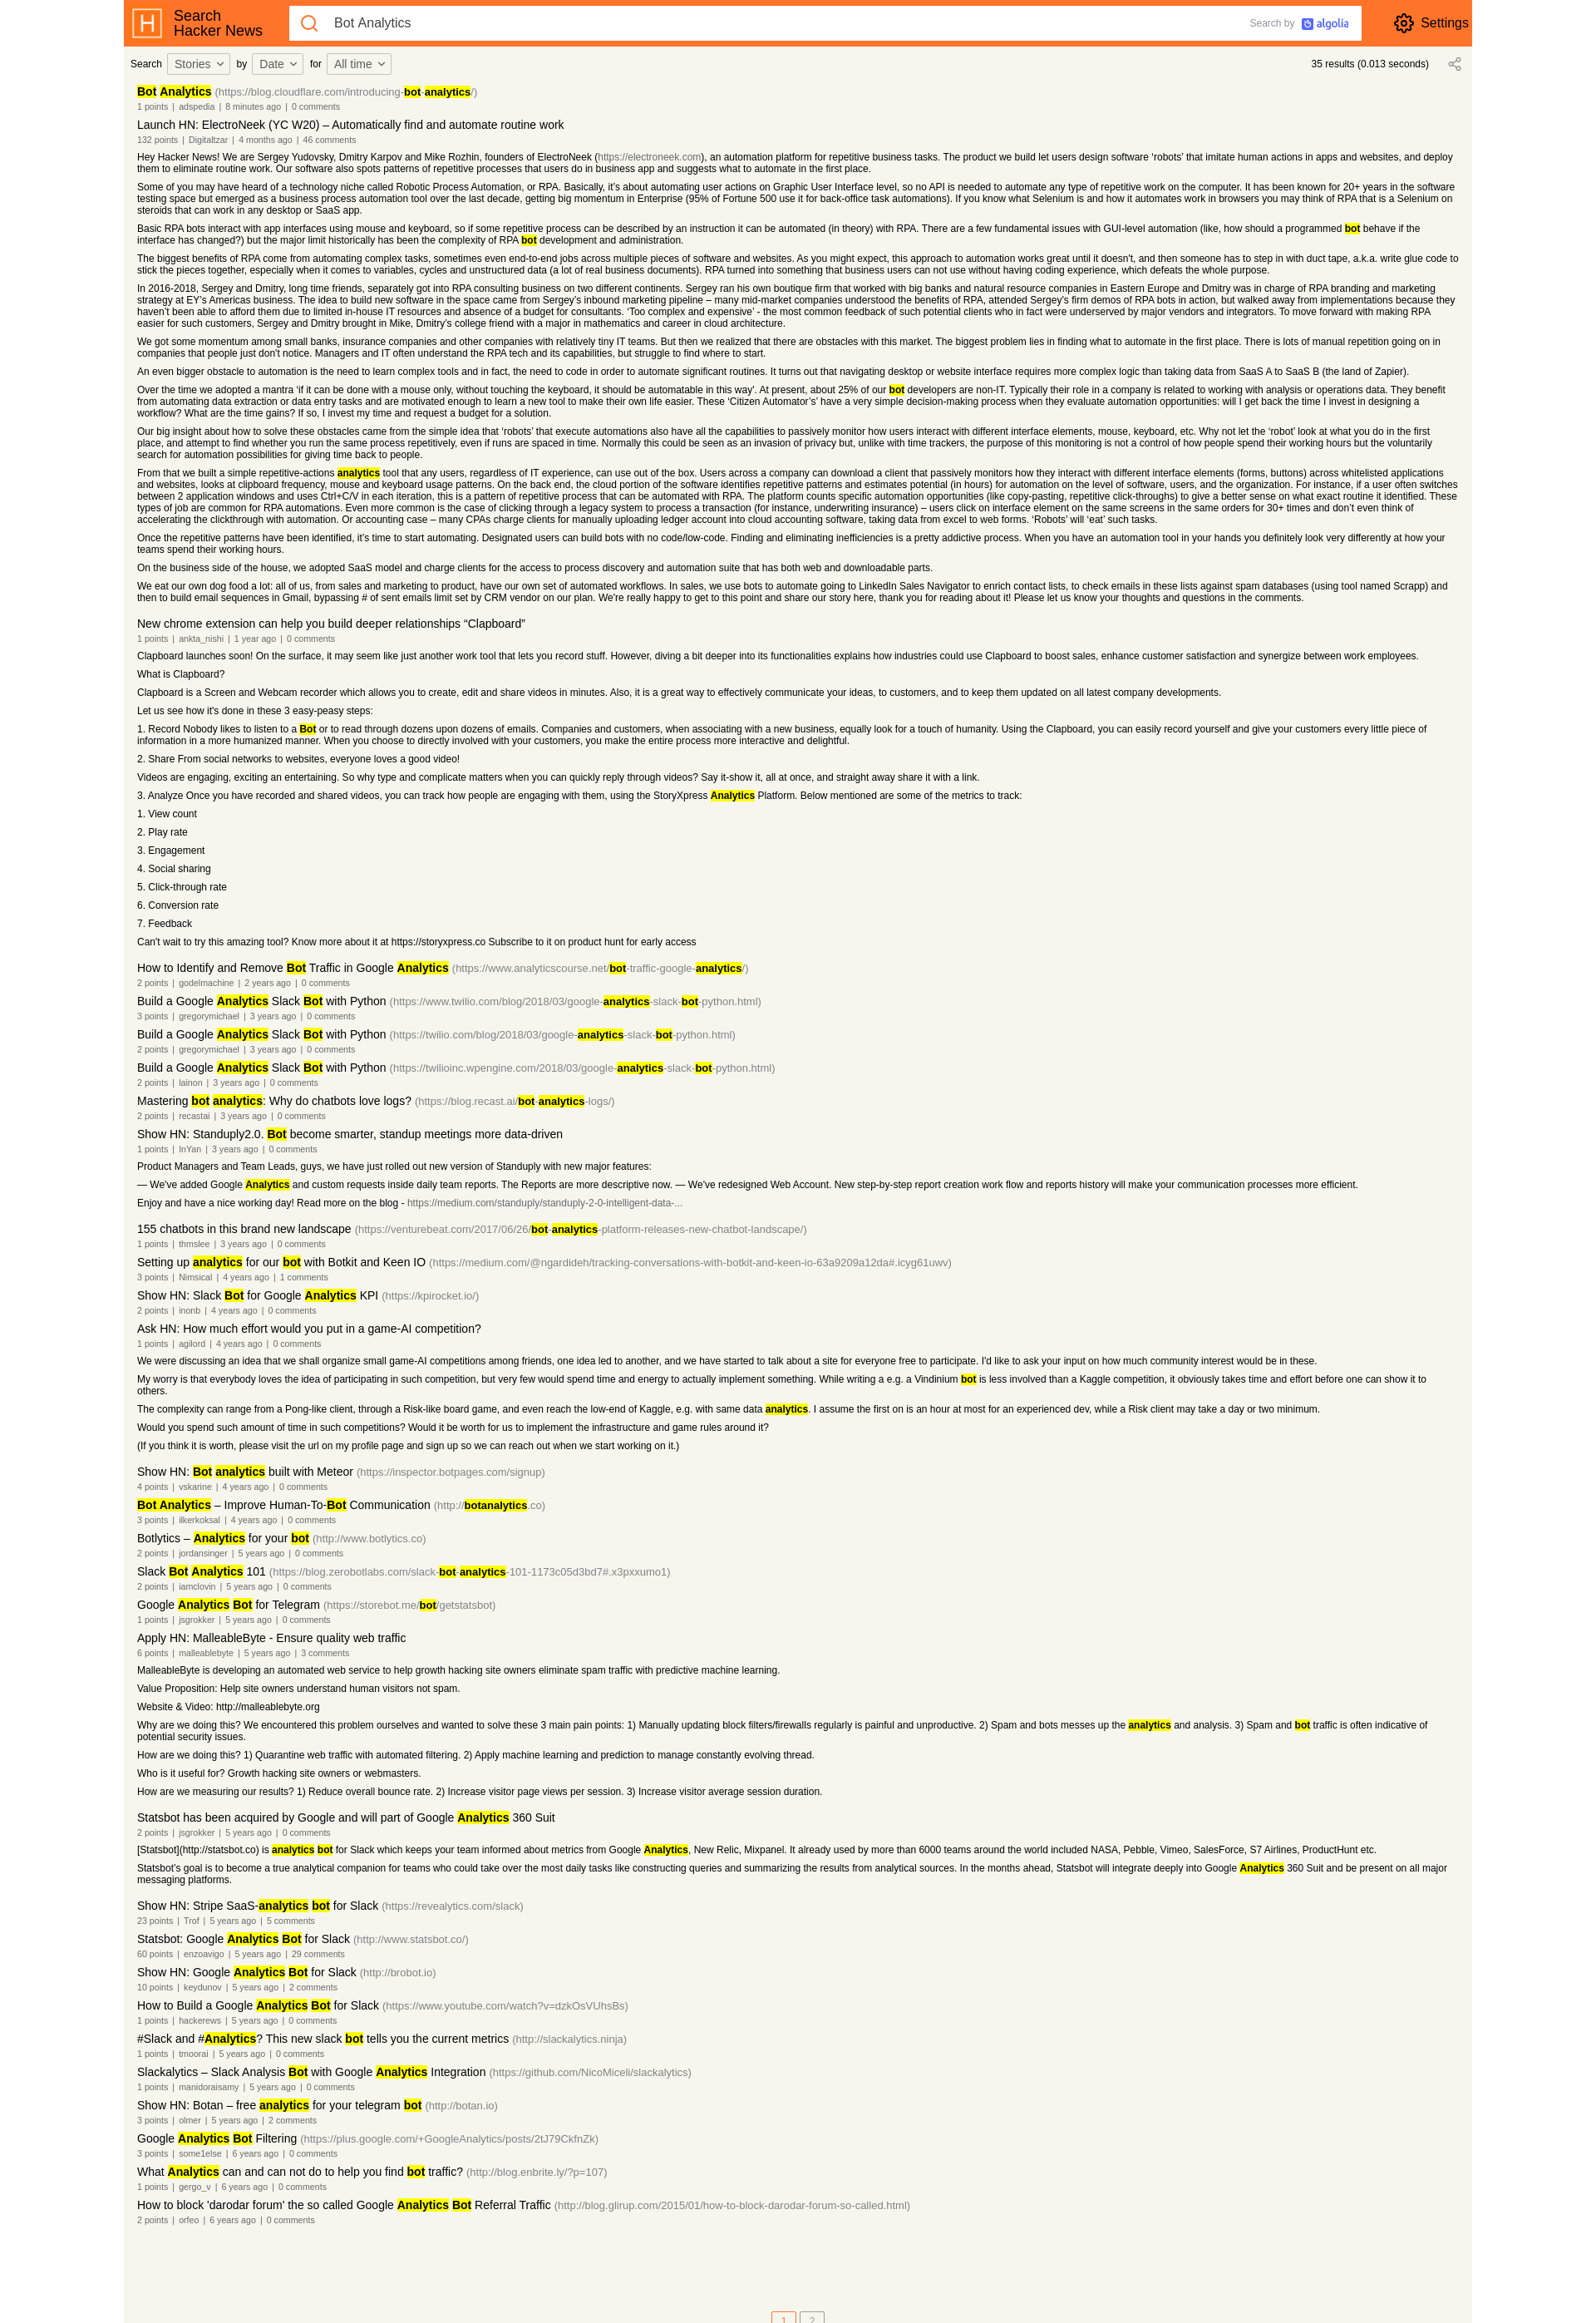 Search
Hacker News
Bot Analytics
Search by algolia
Settings
Search Stories by Date for All time
35 results (0.013 seconds)
Bot Analytics (https://blog.cloudflare.com/introducing-bot-analytics/)
1 points | adspedia | 8 minutes ago | 0 comments
Launch HN: ElectroNeek (YC W20) – Automatically find and automate routine work
132 points | Digitaltzar | 4 months ago | 46 comments
Hey Hacker News! We are Sergey Yudovsky, Dmitry Karpov and Mike Rozhin, founders of ElectroNeek (https://electroneek.com), an automation platform for repetitive business tasks. The product we build let users design software ‘robots’ that imitate human actions in apps and websites, and deploy
them to eliminate routine work. Our software also spots patterns of repetitive processes that users do in business app and suggests what to automate in the first place.
Some of you may have heard of a technology niche called Robotic Process Automation, or RPA. Basically, it’s about automating user actions on Graphic User Interface level, so no API is needed to automate any type of repetitive work on the computer. It has been known for 20+ years in the software
testing space but emerged as a business process automation tool over the last decade, getting big momentum in Enterprise (95% of Fortune 500 use it for back-office task automations). If you know what Selenium is and how it automates work in browsers you may think of RPA that is a Selenium on
steroids that can work in any desktop or SaaS app.
Basic RPA bots interact with app interfaces using mouse and keyboard, so if some repetitive process can be described by an instruction it can be automated (in theory) with RPA. There are a few fundamental issues with GUI-level automation (like, how should a programmed bot behave if the
interface has changed?) but the major limit historically has been the complexity of RPA bot development and administration.
The biggest benefits of RPA come from automating complex tasks, sometimes even end-to-end jobs across multiple pieces of software and websites. As you might expect, this approach to automation works great until it doesn't, and then someone has to step in with duct tape, a.k.a. write glue code to
stick the pieces together, especially when it comes to variables, cycles and unstructured data (a lot of real business documents). RPA turned into something that business users can not use without having coding experience, which defeats the whole purpose.
In 2016-2018, Sergey and Dmitry, long time friends, separately got into RPA consulting business on two different continents. Sergey ran his own boutique firm that worked with big banks and natural resource companies in Eastern Europe and Dmitry was in charge of RPA branding and marketing
strategy at EY’s Americas business. The idea to build new software in the space came from Sergey’s inbound marketing pipeline – many mid-market companies understood the benefits of RPA, attended Sergey’s firm demos of RPA bots in action, but walked away from implementations because they
haven’t been able to afford them due to limited in-house IT resources and absence of a budget for consultants. ‘Too complex and expensive’ - the most common feedback of such potential clients who in fact were underserved by major vendors and integrators. To move forward with making RPA
easier for such customers, Sergey and Dmitry brought in Mike, Dmitry’s college friend with a major in mathematics and career in cloud architecture.
We got some momentum among small banks, insurance companies and other companies with relatively tiny IT teams. But then we realized that there are obstacles with this market. The biggest problem lies in finding what to automate in the first place. There is lots of manual repetition going on in
companies that people just don't notice. Managers and IT often understand the RPA tech and its capabilities, but struggle to find where to start.
An even bigger obstacle to automation is the need to learn complex tools and in fact, the need to code in order to automate significant routines. It turns out that navigating desktop or website interface requires more complex logic than taking data from SaaS A to SaaS B (the land of Zapier).
Over the time we adopted a mantra ‘if it can be done with a mouse only, without touching the keyboard, it should be automatable in this way’. At present, about 25% of our bot developers are non-IT. Typically their role in a company is related to working with analysis or operations data. They benefit
from automating data extraction or data entry tasks and are motivated enough to learn a new tool to make their own life easier. These ‘Citizen Automator’s’ have a very simple decision-making process when they evaluate automation opportunities: will I get back the time I invest in designing a
workflow? What are the time gains? If so, I invest my time and request a budget for a solution.
Our big insight about how to solve these obstacles came from the simple idea that ‘robots’ that execute automations also have all the capabilities to passively monitor how users interact with different interface elements, mouse, keyboard, etc. Why not let the ‘robot’ look at what you do in the first
place, and attempt to find whether you run the same process repetitively, even if runs are spaced in time. Normally this could be seen as an invasion of privacy but, unlike with time trackers, the purpose of this monitoring is not a control of how people spend their working hours but the voluntarily
search for automation possibilities for giving time back to people.
From that we built a simple repetitive-actions analytics tool that any users, regardless of IT experience, can use out of the box. Users across a company can download a client that passively monitors how they interact with different interface elements (forms, buttons) across whitelisted applications
and websites, looks at clipboard frequency, mouse and keyboard usage patterns. On the back end, the cloud portion of the software identifies repetitive patterns and estimates potential (in hours) for automation on the level of software, users, and the organization. For instance, if a user often switches
between 2 application windows and uses Ctrl+C/V in each iteration, this is a pattern of repetitive process that can be automated with RPA. The platform counts specific automation opportunities (like copy-pasting, repetitive click-throughs) to give a better sense on what exact routine it identified. These
types of job are common for RPA automations. Even more common is the case of clicking through a legacy system to process a transaction (for instance, underwriting insurance) – users click on interface element on the same screens in the same orders for 30+ times and don’t even think of
accelerating the clickthrough with automation. Or accounting case – many CPAs charge clients for manually uploading ledger account into cloud accounting software, taking data from excel to web forms. ‘Robots’ will ‘eat’ such tasks.
Once the repetitive patterns have been identified, it’s time to start automating. Designated users can build bots with no code/low-code. Finding and eliminating inefficiencies is a pretty addictive process. When you have an automation tool in your hands you definitely look very differently at how your
teams spend their working hours.
On the business side of the house, we adopted SaaS model and charge clients for the access to process discovery and automation suite that has both web and downloadable parts.
We eat our own dog food a lot: all of us, from sales and marketing to product, have our own set of automated workflows. In sales, we use bots to automate going to LinkedIn Sales Navigator to enrich contact lists, to check emails in these lists against spam databases (using tool named Scrapp) and
then to build email sequences in Gmail, bypassing # of sent emails limit set by CRM vendor on our plan. We're really happy to get to this point and share our story here, thank you for reading about it! Please let us know your thoughts and questions in the comments.
New chrome extension can help you build deeper relationships “Clapboard”
1 points | ankta_nishi | 1 year ago | 0 comments
Clapboard launches soon! On the surface, it may seem like just another work tool that lets you record stuff. However, diving a bit deeper into its functionalities explains how industries could use Clapboard to boost sales, enhance customer satisfaction and synergize between work employees.
What is Clapboard?
Clapboard is a Screen and Webcam recorder which allows you to create, edit and share videos in minutes. Also, it is a great way to effectively communicate your ideas, to customers, and to keep them updated on all latest company developments.
Let us see how it's done in these 3 easy-peasy steps:
1. Record Nobody likes to listen to a Bot or to read through dozens upon dozens of emails. Companies and customers, when associating with a new business, equally look for a touch of humanity. Using the Clapboard, you can easily record yourself and give your customers every little piece of
information in a more humanized manner. When you choose to directly involved with your customers, you make the entire process more interactive and delightful.
2. Share From social networks to websites, everyone loves a good video!
Videos are engaging, exciting an entertaining. So why type and complicate matters when you can quickly reply through videos? Say it-show it, all at once, and straight away share it with a link.
3. Analyze Once you have recorded and shared videos, you can track how people are engaging with them, using the StoryXpress Analytics Platform. Below mentioned are some of the metrics to track:
1. View count
2. Play rate
3. Engagement
4. Social sharing
5. Click-through rate
6. Conversion rate
7. Feedback
Can't wait to try this amazing tool? Know more about it at https://storyxpress.co Subscribe to it on product hunt for early access
How to Identify and Remove Bot Traffic in Google Analytics (https://www.analyticscourse.net/bot-traffic-google-analytics/)
2 points | godelmachine | 2 years ago | 0 comments
Build a Google Analytics Slack Bot with Python (https://www.twilio.com/blog/2018/03/google-analytics-slack-bot-python.html)
3 points | gregorymichael | 3 years ago | 0 comments
Build a Google Analytics Slack Bot with Python (https://twilio.com/blog/2018/03/google-analytics-slack-bot-python.html)
2 points | gregorymichael | 3 years ago | 0 comments
Build a Google Analytics Slack Bot with Python (https://twilioinc.wpengine.com/2018/03/google-analytics-slack-bot-python.html)
2 points | lainon | 3 years ago | 0 comments
Mastering bot analytics: Why do chatbots love logs? (https://blog.recast.ai/bot-analytics-logs/)
2 points | recastai | 3 years ago | 0 comments
Show HN: Standuply2.0. Bot become smarter, standup meetings more data-driven
1 points | InYan | 3 years ago | 0 comments
Product Managers and Team Leads, guys, we have just rolled out new version of Standuply with new major features:
— We've added Google Analytics and custom requests inside daily team reports. The Reports are more descriptive now. — We've redesigned Web Account. New step-by-step report creation work flow and reports history will make your communication processes more efficient.
Enjoy and have a nice working day! Read more on the blog - https://medium.com/standuply/standuply-2-0-intelligent-data-...
155 chatbots in this brand new landscape (https://venturebeat.com/2017/06/26/bot-analytics-platform-releases-new-chatbot-landscape/)
1 points | thmslee | 3 years ago | 0 comments
Setting up analytics for our bot with Botkit and Keen IO (https://medium.com/@ngardideh/tracking-conversations-with-botkit-and-keen-io-63a9209a12da#.icyg61uwv)
3 points | Nimsical | 4 years ago | 1 comments
Show HN: Slack Bot for Google Analytics KPI (https://kpirocket.io/)
2 points | inonb | 4 years ago | 0 comments
Ask HN: How much effort would you put in a game-AI competition?
1 points | agilord | 4 years ago | 0 comments
We were discussing an idea that we shall organize small game-AI competitions among friends, one idea led to another, and we have started to talk about a site for everyone free to participate. I'd like to ask your input on how much community interest would be in these.
My worry is that everybody loves the idea of participating in such competition, but very few would spend time and energy to actually implement something. While writing a e.g. a Vindinium bot is less involved than a Kaggle competition, it obviously takes time and effort before one can show it to
others.
The complexity can range from a Pong-like client, through a Risk-like board game, and even reach the low-end of Kaggle, e.g. with same data analytics. I assume the first on is an hour at most for an experienced dev, while a Risk client may take a day or two minimum.
Would you spend such amount of time in such competitions? Would it be worth for us to implement the infrastructure and game rules around it?
(If you think it is worth, please visit the url on my profile page and sign up so we can reach out when we start working on it.)
Show HN: Bot analytics built with Meteor (https://inspector.botpages.com/signup)
4 points | vskarine | 4 years ago | 0 comments
Bot Analytics – Improve Human-To-Bot Communication (http://botanalytics.co)
3 points | ilkerkoksal | 4 years ago | 0 comments
Botlytics – Analytics for your bot (http://www.botlytics.co)
2 points | jordansinger | 5 years ago | 0 comments
Slack Bot Analytics 101 (https://blog.zerobotlabs.com/slack-bot-analytics-101-1173c05d3bd7#.x3pxxumo1)
2 points | iamclovin | 5 years ago | 0 comments
Google Analytics Bot for Telegram (https://storebot.me/bot/getstatsbot)
1 points | jsgrokker | 5 years ago | 0 comments
Apply HN: MalleableByte - Ensure quality web traffic
6 points | malleablebyte | 5 years ago | 3 comments
MalleableByte is developing an automated web service to help growth hacking site owners eliminate spam traffic with predictive machine learning.
Value Proposition: Help site owners understand human visitors not spam.
Website & Video: http://malleablebyte.org
Why are we doing this? We encountered this problem ourselves and wanted to solve these 3 main pain points: 1) Manually updating block filters/firewalls regularly is painful and unproductive. 2) Spam and bots messes up the analytics and analysis. 3) Spam and bot traffic is often indicative of
potential security issues.
How are we doing this? 1) Quarantine web traffic with automated filtering. 2) Apply machine learning and prediction to manage constantly evolving thread.
Who is it useful for? Growth hacking site owners or webmasters.
How are we measuring our results? 1) Reduce overall bounce rate. 2) Increase visitor page views per session. 3) Increase visitor average session duration.
Statsbot has been acquired by Google and will part of Google Analytics 360 Suit
2 points | jsgrokker | 5 years ago | 0 comments
[Statsbot](http://statsbot.co) is analytics bot for Slack which keeps your team informed about metrics from Google Analytics, New Relic, Mixpanel. It already used by more than 6000 teams around the world included NASA, Pebble, Vimeo, SalesForce, S7 Airlines, ProductHunt etc.
Statsbot’s goal is to become a true analytical companion for teams who could take over the most daily tasks like constructing queries and summarizing the results from analytical sources. In the months ahead, Statsbot will integrate deeply into Google Analytics 360 Suit and be present on all major
messaging platforms.
Show HN: Stripe SaaS-analytics bot for Slack (https://revealytics.com/slack)
23 points | Trof | 5 years ago | 5 comments
Statsbot: Google Analytics Bot for Slack (http://www.statsbot.co/)
60 points | enzoavigo | 5 years ago | 29 comments
Show HN: Google Analytics Bot for Slack (http://brobot.io)
10 points | keydunov | 5 years ago | 2 comments
How to Build a Google Analytics Bot for Slack (https://www.youtube.com/watch?v=dzkOsVUhsBs)
1 points | hackerews | 5 years ago | 0 comments
#Slack and #Analytics? This new slack bot tells you the current metrics (http://slackalytics.ninja)
1 points | tmoorai | 5 years ago | 0 comments
Slackalytics – Slack Analysis Bot with Google Analytics Integration (https://github.com/NicoMiceli/slackalytics)
1 points | manidoraisamy | 5 years ago | 0 comments
Show HN: Botan – free analytics for your telegram bot (http://botan.io)
3 points | olmer | 5 years ago | 2 comments
Google Analytics Bot Filtering (https://plus.google.com/+GoogleAnalytics/posts/2tJ79CkfnZk)
3 points | some1else | 6 years ago | 0 comments
What Analytics can and can not do to help you find bot traffic? (http://blog.enbrite.ly/?p=107)
1 points | gergo_v | 6 years ago | 0 comments
How to block 'darodar forum' the so called Google Analytics Bot Referral Traffic (http://blog.glirup.com/2015/01/how-to-block-darodar-forum-so-called.html)
2 points | orfeo | 6 years ago | 0 comments
1 2